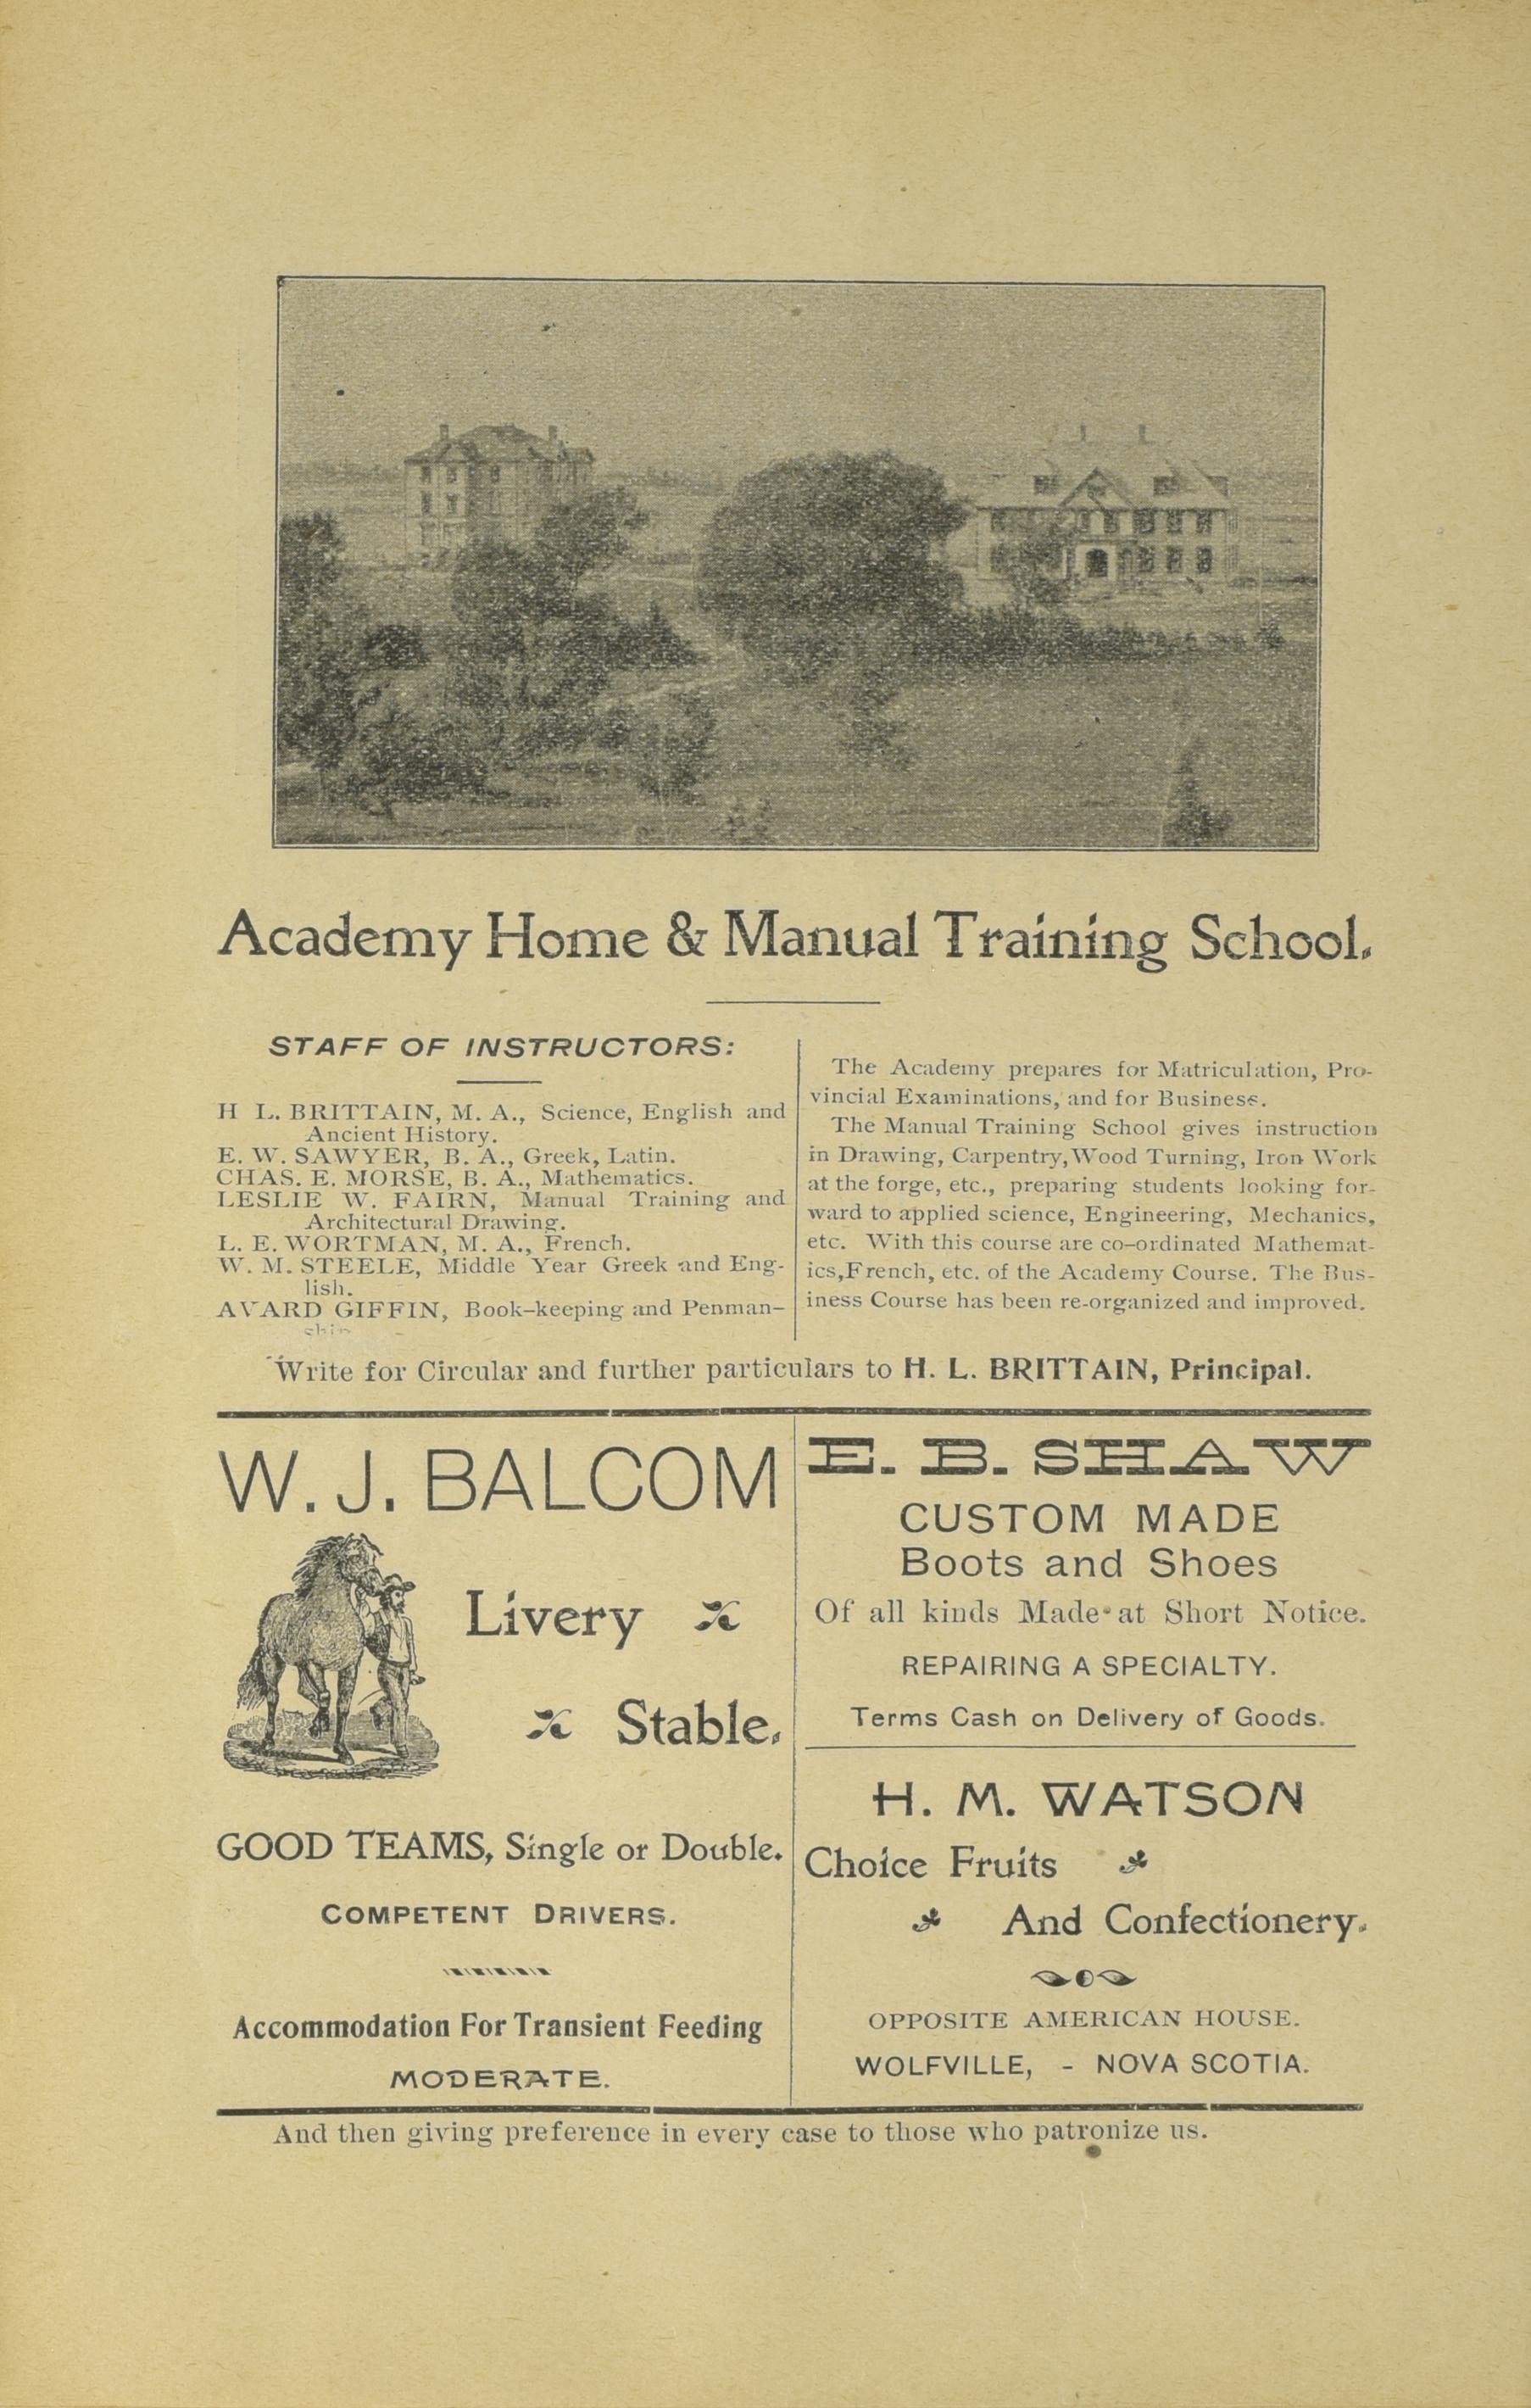 Academy Home & Manual Training School.
STAFF OF INSTRUCTORS:
H L. BRITTAIN, M. A., Science, English and
Ancient History.
E. W. SAWYER, B. A., Greek, Latin.
CHAS. E. MORSE, B. A., Mathematics.
LESLIE W. FAIRN, Manual Training and
Architectural Drawing.
L. E. WORTMAN, M. A., French.
W. M. STEELE, Middle Year Greek and Eng-
lish.
AVARD GIFFIN, Book-keeping and Penman-
ship
The Academy prepares for Matriculation, Pro-
vincial Examinations, and for Business.
The Manual Training School gives instruction
in Drawing, Carpentry, Wood Turning, Iron Work
at the forge, etc., preparing students looking for-
ward to applied science, Engineering, Mechanics,
etc. With this course are co-ordinated Mathemat-
ics, French, etc. of the Academy Course. The Bus-
iness Course has been re-organized and improved.
Write for Circular and further particulars to H. L. BRITTAIN, Principal.
W. J. BALCOM
Livery
Stable.
GOOD TEAMS, Single or Double.
COMPETENT DRIVERS.
Accommodation For Transient Feeding
MODERATE.
E. B. SHAW
CUSTOM MADE
Boots and Shoes
Of all kinds Made at Short Notice.
REPAIRING A SPECIALTY.
Terms Cash on Delivery of Goods.
H. M. WATSON
Choice Fruits
And Confectionery.
OPPOSITE AMERICAN HOUSE.
WOLFVILLE, - NOVA SCOTIA.
And then giving preference in every case to those who patronize us.